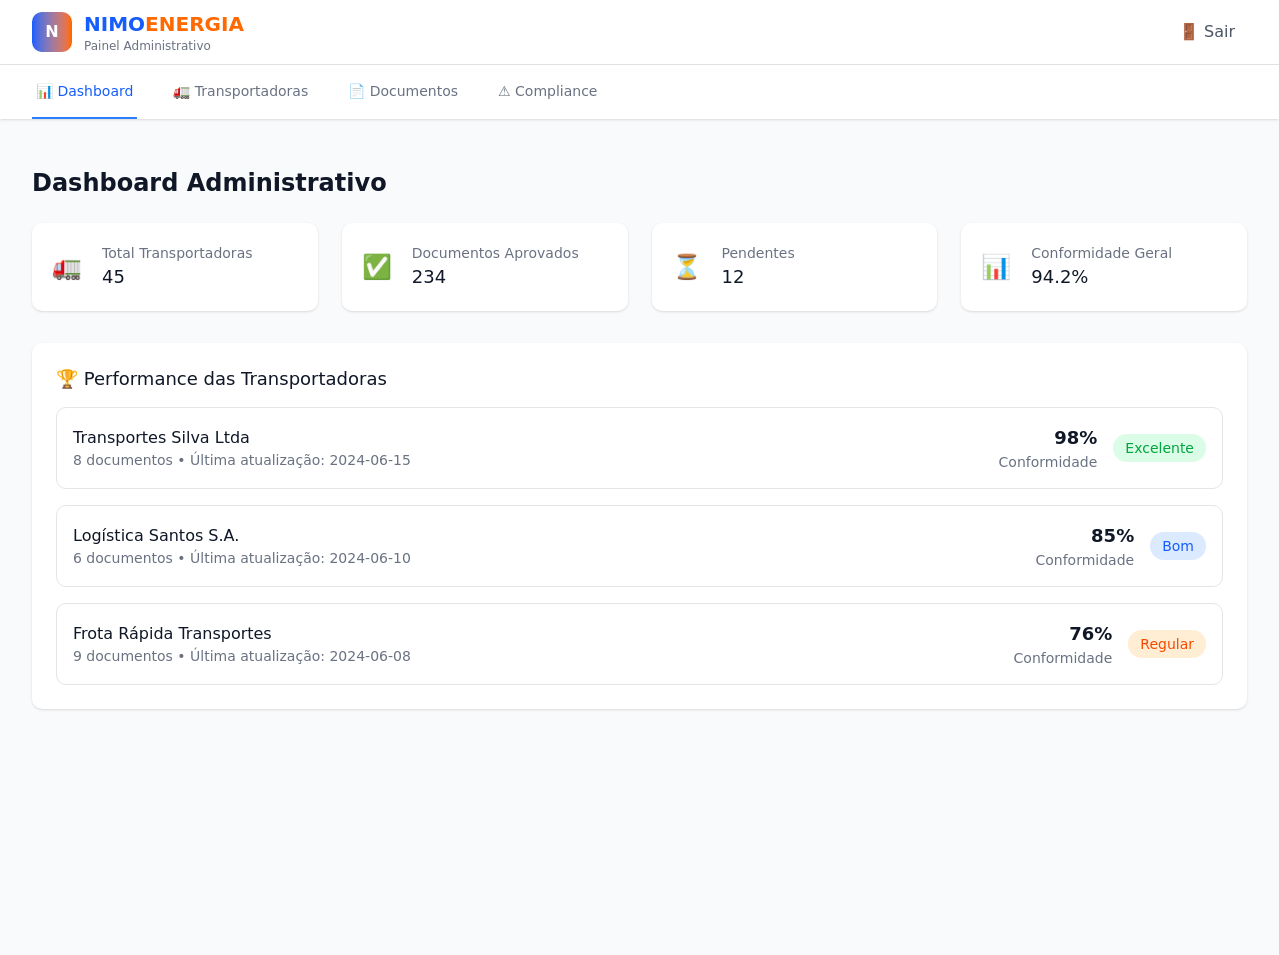 N
NIMOENERGIA
Painel Administrativo
🚪 Sair
📊 Dashboard
🚛 Transportadoras
📄 Documentos
⚠ Compliance
Dashboard Administrativo
🚛
Total Transportadoras
45
✅
Documentos Aprovados
234
⏳
Pendentes
12
📊
Conformidade Geral
94.2%
🏆 Performance das Transportadoras
Transportes Silva Ltda
8 documentos • Última atualização: 2024-06-15
98%
Conformidade
Excelente
Logística Santos S.A.
6 documentos • Última atualização: 2024-06-10
85%
Conformidade
Bom
Frota Rápida Transportes
9 documentos • Última atualização: 2024-06-08
76%
Conformidade
Regular